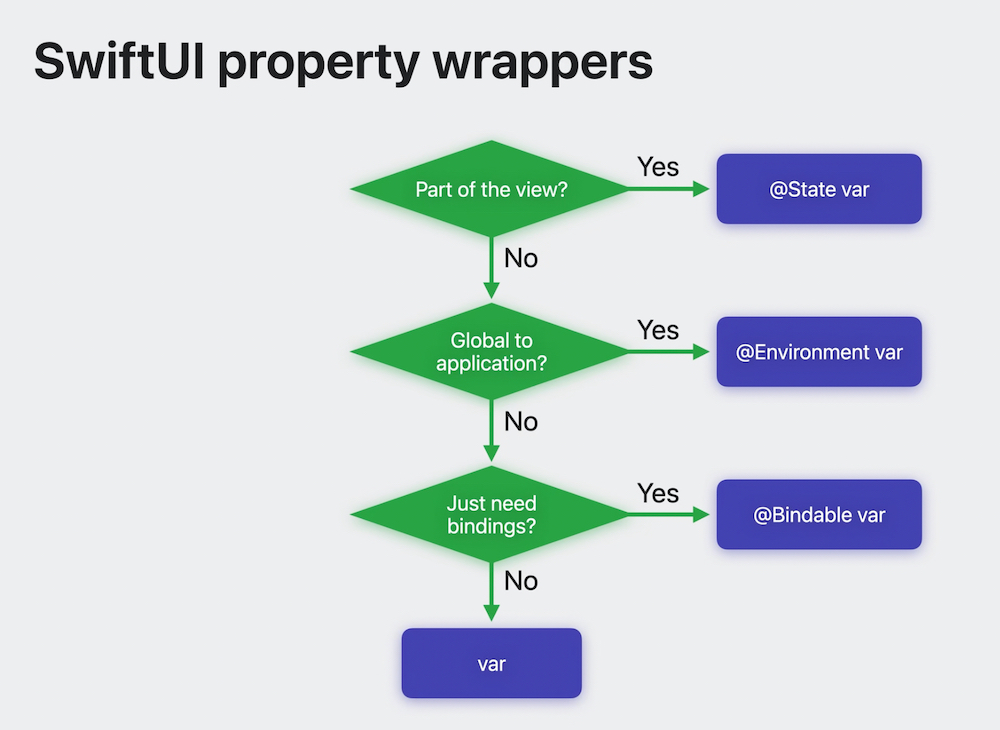 SwiftUI property wrappers
Part of the view?
Yes
@State var
No
Global to
application?
Yes
@Environment var
No
Just need
bindings?
Yes
@Bindable var
No
var